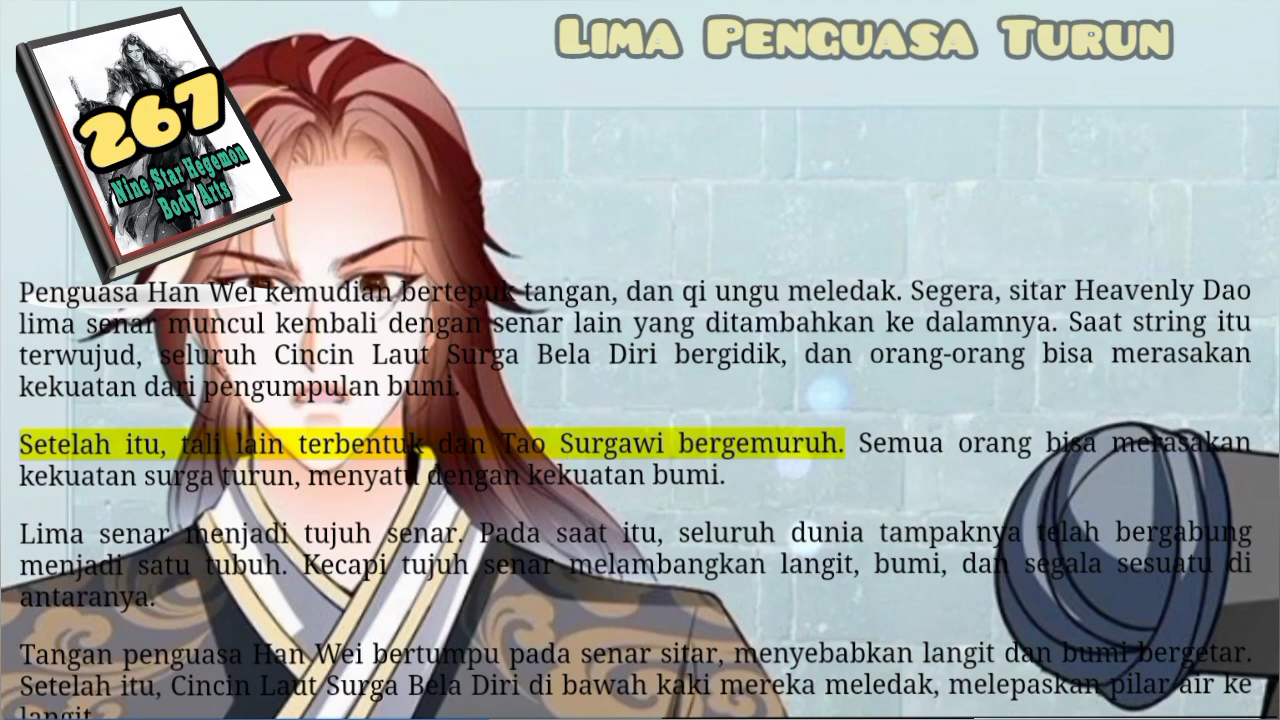 Lima Penguasa Turun
267
Nine Star Hegemon
Body Arts
Penguasa Han Wei kemudian bertepuk tangan, dan qi ungu meledak. Segera, sitar Heavenly Dao
lima senar muncul kembali dengan senar lain yang ditambahkan ke dalamnya. Saat string itu
terwujud, seluruh Cincin Laut Surga Bela Diri bergidik, dan orang-orang bisa merasakan
kekuatan dari pengumpulan bumi.
Setelah itu, tali lain terbentuk dan Tao Surgawi bergemuruh. Semua orang bisa merasakan
kekuatan surga turun, menyatu dengan kekuatan bumi.
Lima senar menjadi tujuh senar. Pada saat itu, seluruh dunia tampaknya telah bergabung
menjadi satu tubuh. Kecapi tujuh senar melambangkan langit, bumi, dan segala sesuatu di
antaranya.
Tangan penguasa Han Wei bertumpu pada senar sitar, menyebabkan langit dan bumi bergetar.
Setelah itu, Cincin Laut Surga Bela Diri di bawah kaki mereka meledak, melepaskan pilar air ke
langit.